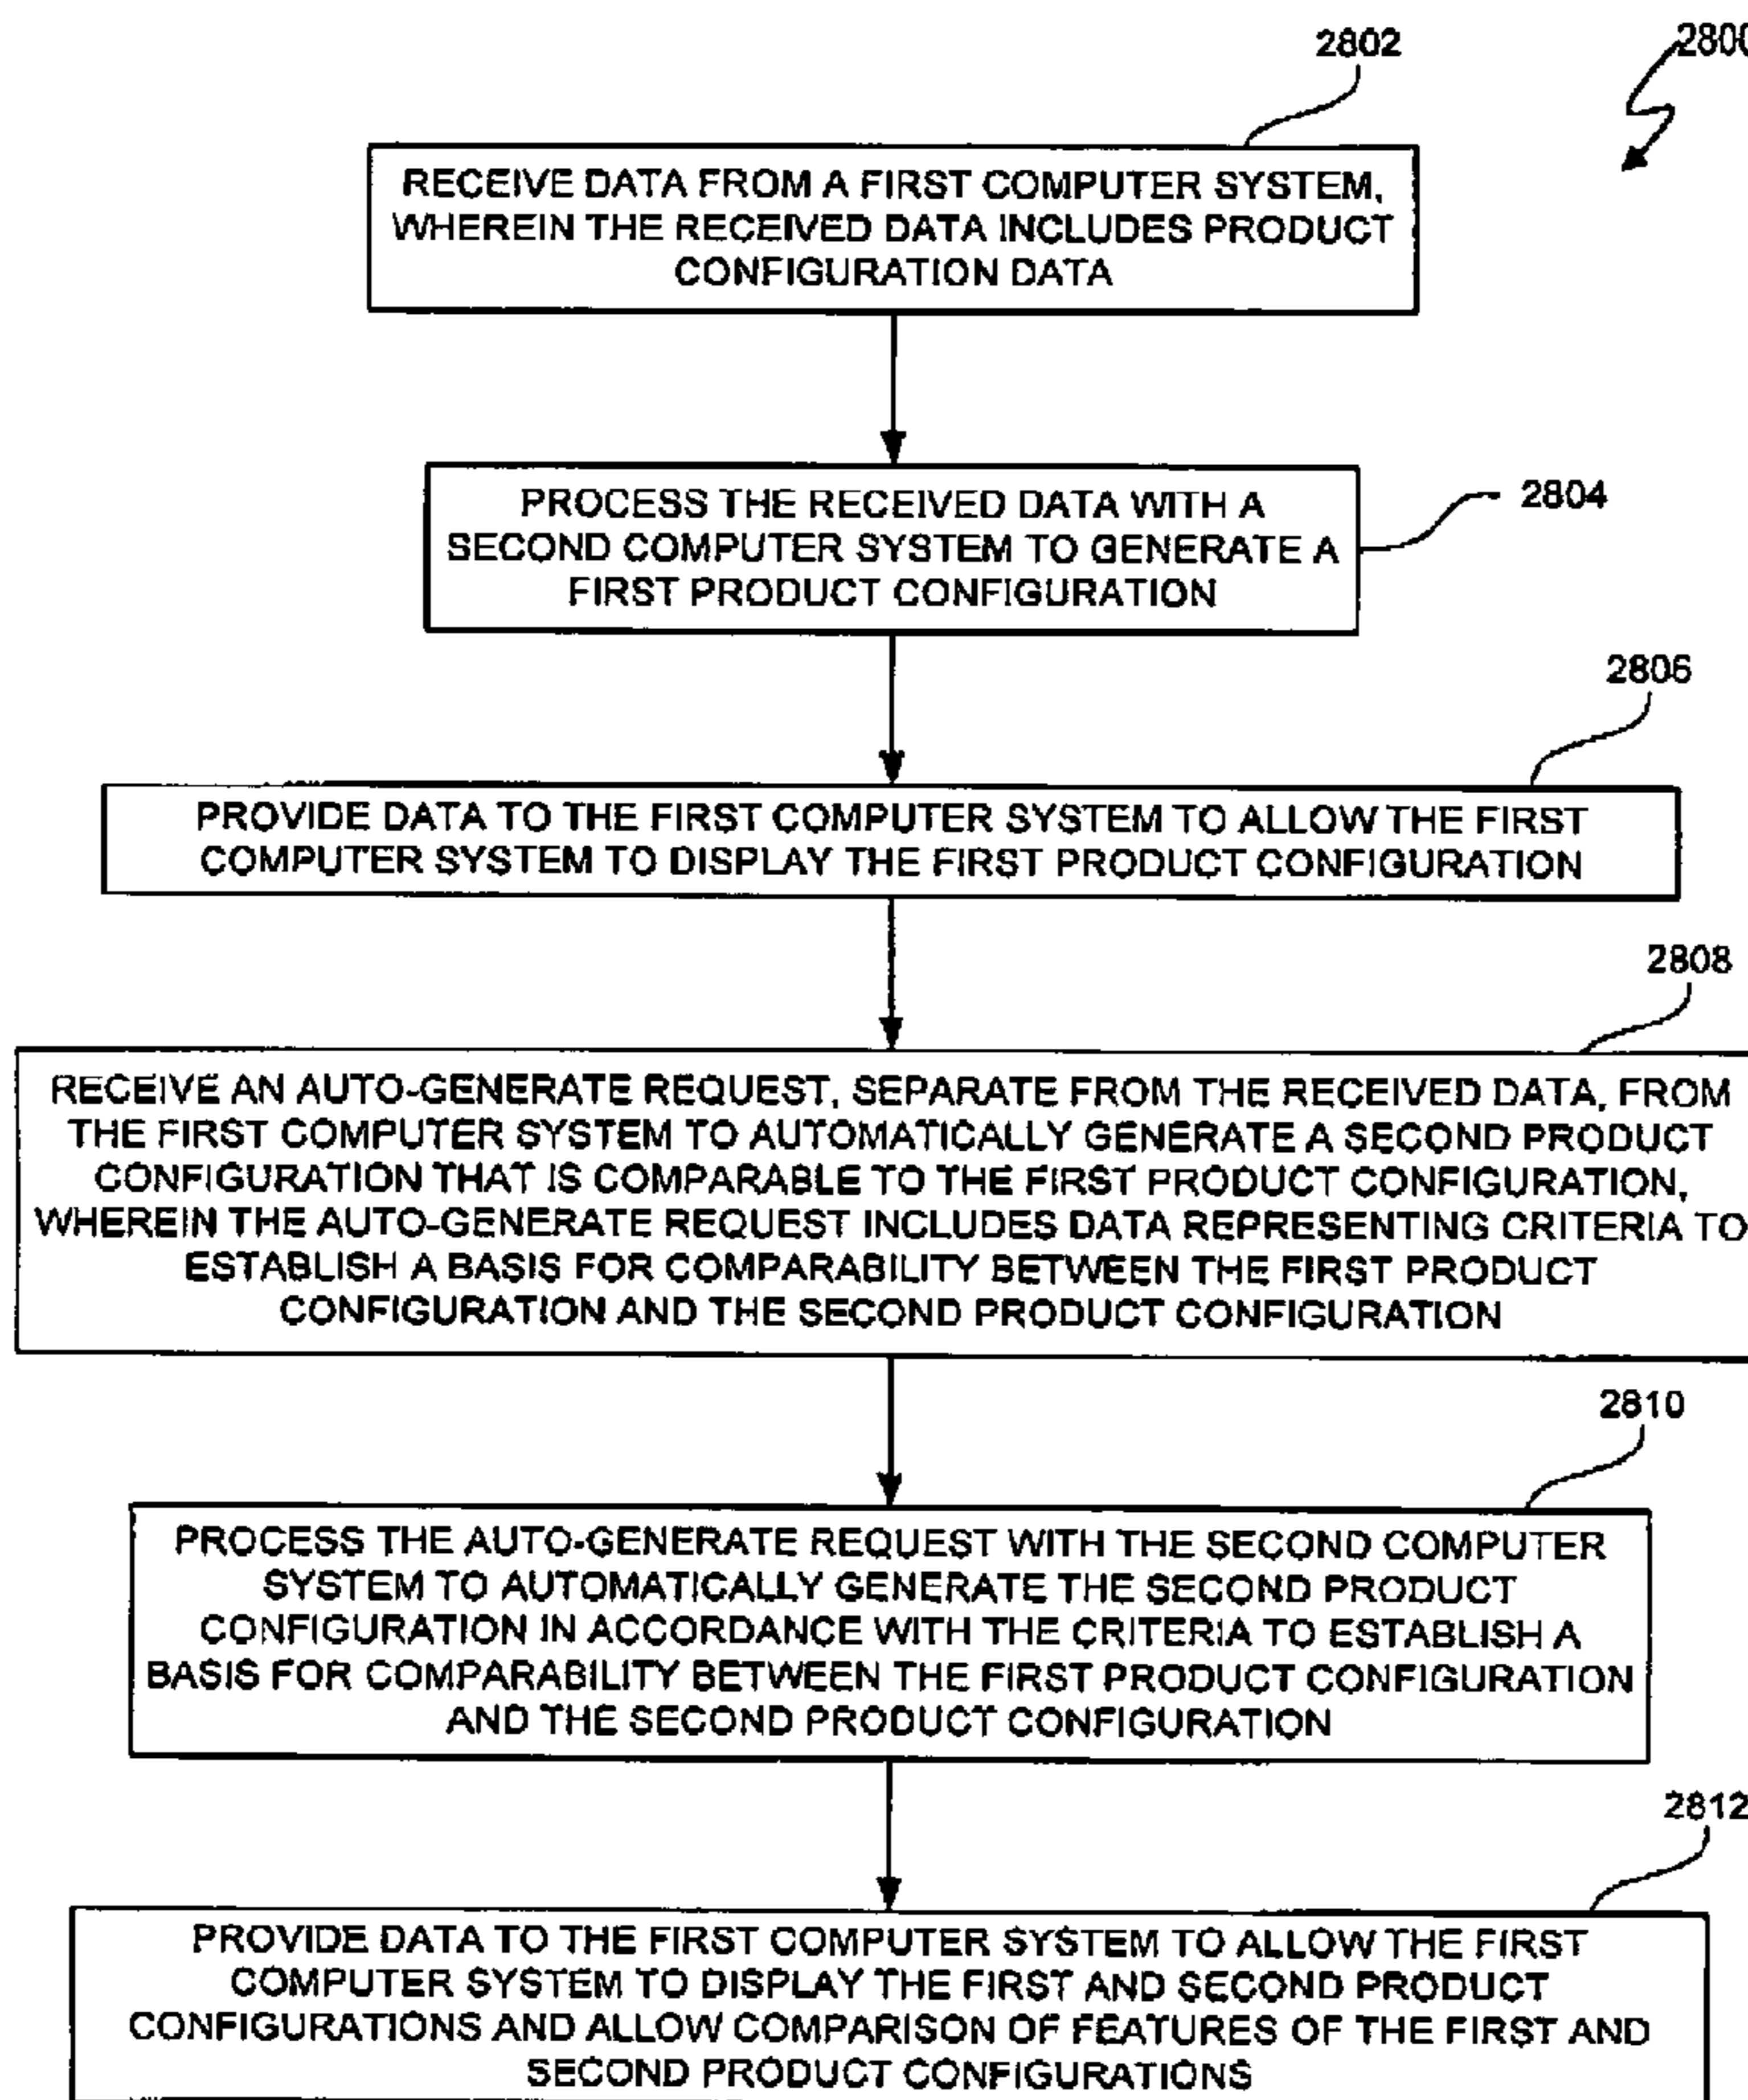 2802
2800
RECEIVE DATA FROM A FIRST COMPUTER SYSTEM,
WHEREIN THE RECEIVED DATA INCLUDES PRODUCT
CONFIGURATION DATA
PROCESS THE RECEIVED DATA WITH A
SECOND COMPUTER SYSTEM TO GENERATE A
FIRST PRODUCT CONFIGURATION
2804
2806
PROVIDE DATA TO THE FIRST COMPUTER SYSTEM TO ALLOW THE FIRST
COMPUTER SYSTEM TO DISPLAY THE FIRST PRODUCT CONFIGURATION
2808
RECEIVE AN AUTO-GENERATE REQUEST, SEPARATE FROM THE RECEIVED DATA, FROM
THE FIRST COMPUTER SYSTEM TO AUTOMATICALLY GENERATE A SECOND PRODUCT
CONFIGURATION THAT IS COMPARABLE TO THE FIRST PRODUCT CONFIGURATION,
WHEREIN THE AUTO-GENERATE REQUEST INCLUDES DATA REPRESENTING CRITERIA TO
ESTABLISH A BASIS FOR COMPARABILITY BETWEEN THE FIRST PRODUCT
CONFIGURATION AND THE SECOND PRODUCT CONFIGURATION
2810
PROCESS THE AUTO-GENERATE REQUEST WITH THE SECOND COMPUTER
SYSTEM TO AUTOMATICALLY GENERATE THE SECOND PRODUCT
CONFIGURATION IN ACCORDANCE WITH THE CRITERIA TO ESTABLISH A
BASIS FOR COMPARABILITY BETWEEN THE FIRST PRODUCT CONFIGURATION
AND THE SECOND PRODUCT CONFIGURATION
2812
PROVIDE DATA TO THE FIRST COMPUTER SYSTEM TO ALLOW THE FIRST
COMPUTER SYSTEM TO DISPLAY THE FIRST AND SECOND PRODUCT
CONFIGURATIONS AND ALLOW COMPARISON OF FEATURES OF THE FIRST AND
SECOND PRODUCT CONFIGURATIONS